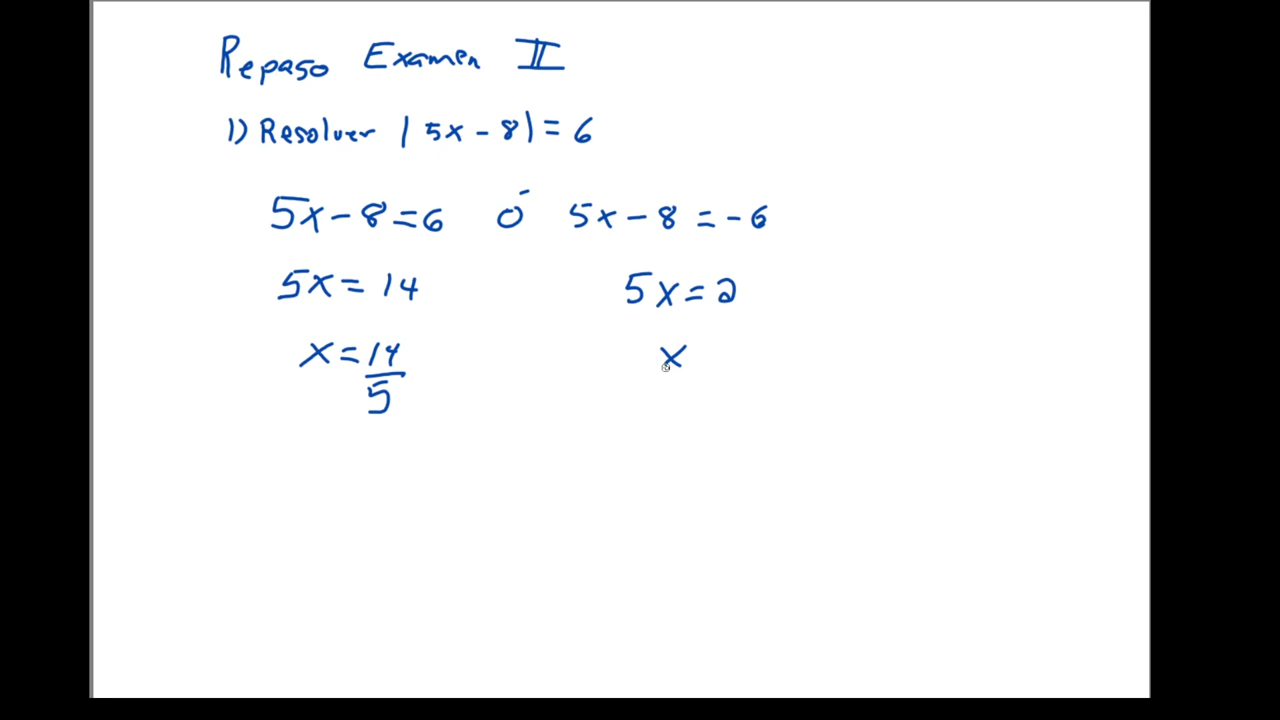 Repaso Examen II
1) Resolver |5x - 8| = 6
5x - 8 = 6 ó 5x - 8 = -6
5x = 14 5x = 2
x = 14/5 x